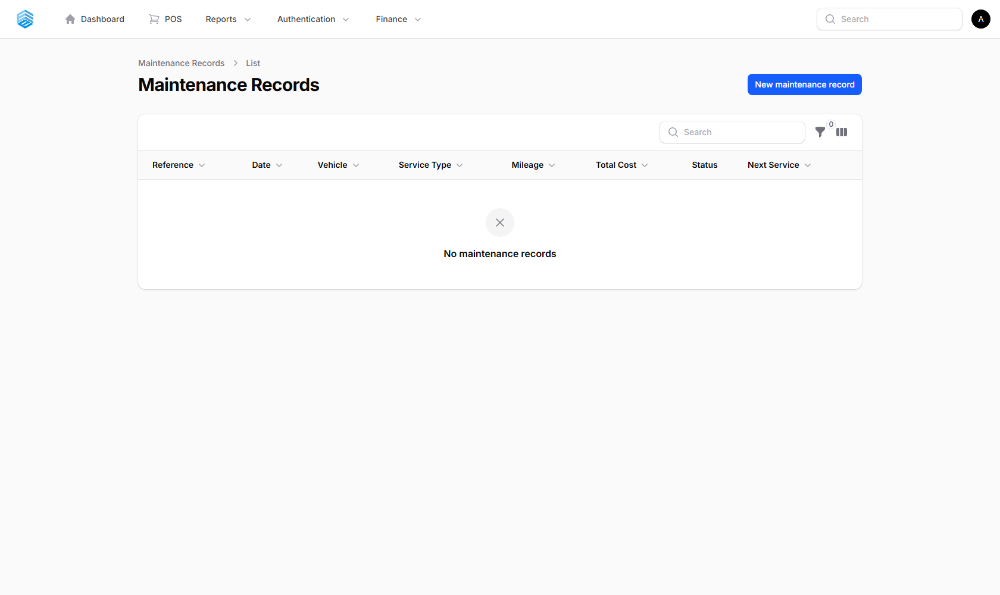 Dashboard POS Reports Authentication Finance Search A
Maintenance Records List
Maintenance Records New maintenance record
Search 0
Reference Date Vehicle Service Type Mileage Total Cost Status Next Service
No maintenance records